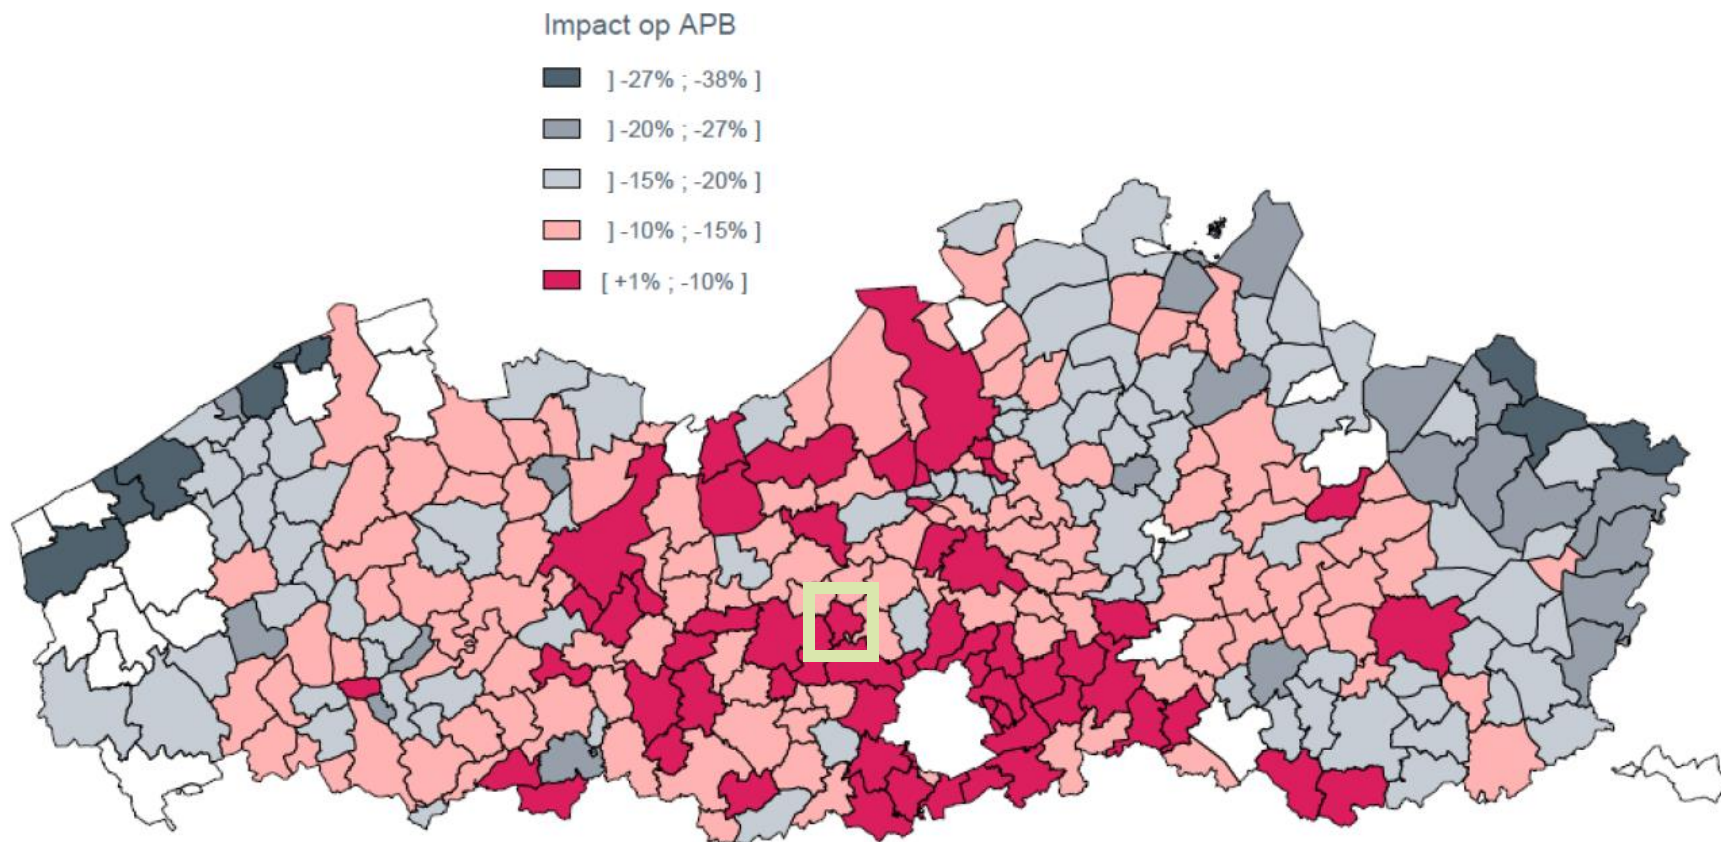 Impact op APB
] -27% ; -38% ]
] -20% ; -27% ]
] -15% ; -20% ]
] -10% ; -15% ]
[ +1% ; -10% ]